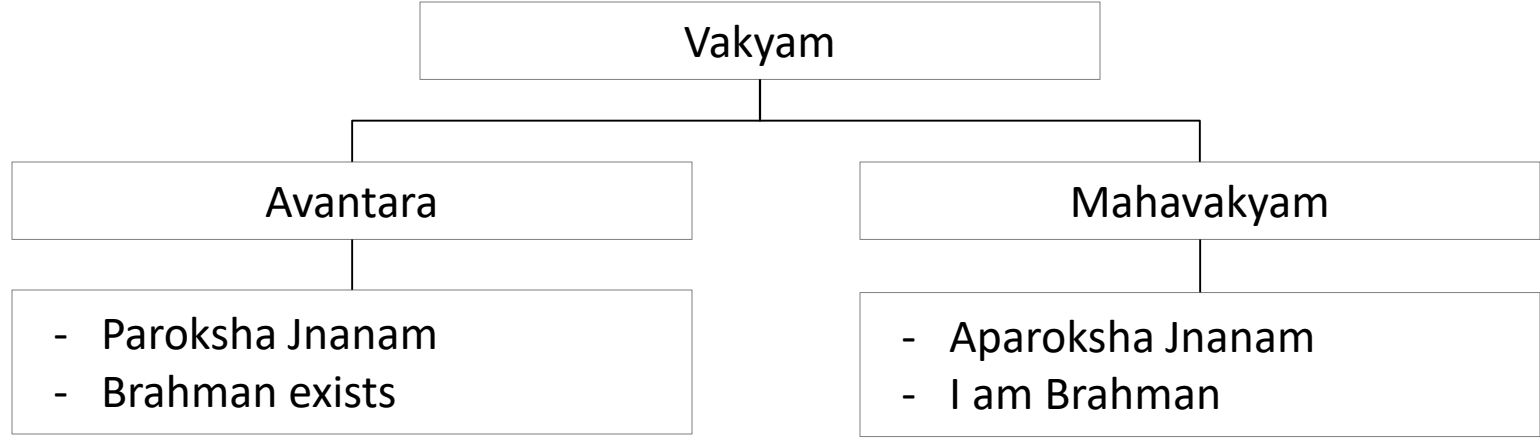 Vakyam
Avantara
Mahavakyam
- Paroksha Jnanam
- Brahman exists
- Aparoksha Jnanam
- I am Brahman